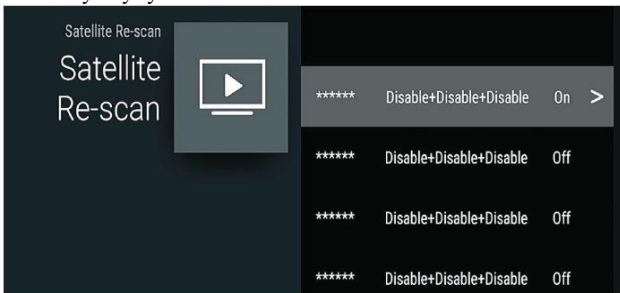 Satellite Re-scan
Satellite
Re-scan
****** Disable+Disable+Disable On >
****** Disable+Disable+Disable Off
****** Disable+Disable+Disable Off
****** Disable+Disable+Disable Off